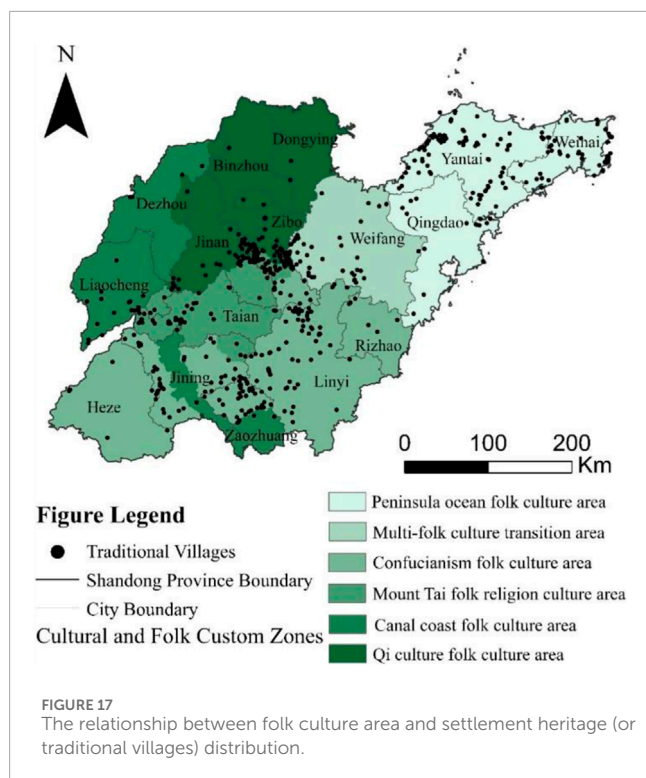 N
Dongying
Binzhou
Weihai
Yantai
Dezhou
Zibo
Qingdao
Jinan
Weifang
Liaocheng
Taian
Rizhao
Jining
Linyi
Heze
Zaozhuang
0 100 200
Km
Figure Legend
Traditional Villages
Shandong Province Boundary
City Boundary
Cultural and Folk Custom Zones
Peninsula ocean folk culture area
Multi-folk culture transition area
Confucianism folk culture area
Mount Tai folk religion culture area
Canal coast folk culture area
Qi culture folk culture area
FIGURE 17
The relationship between folk culture area and settlement heritage (or
traditional villages) distribution.